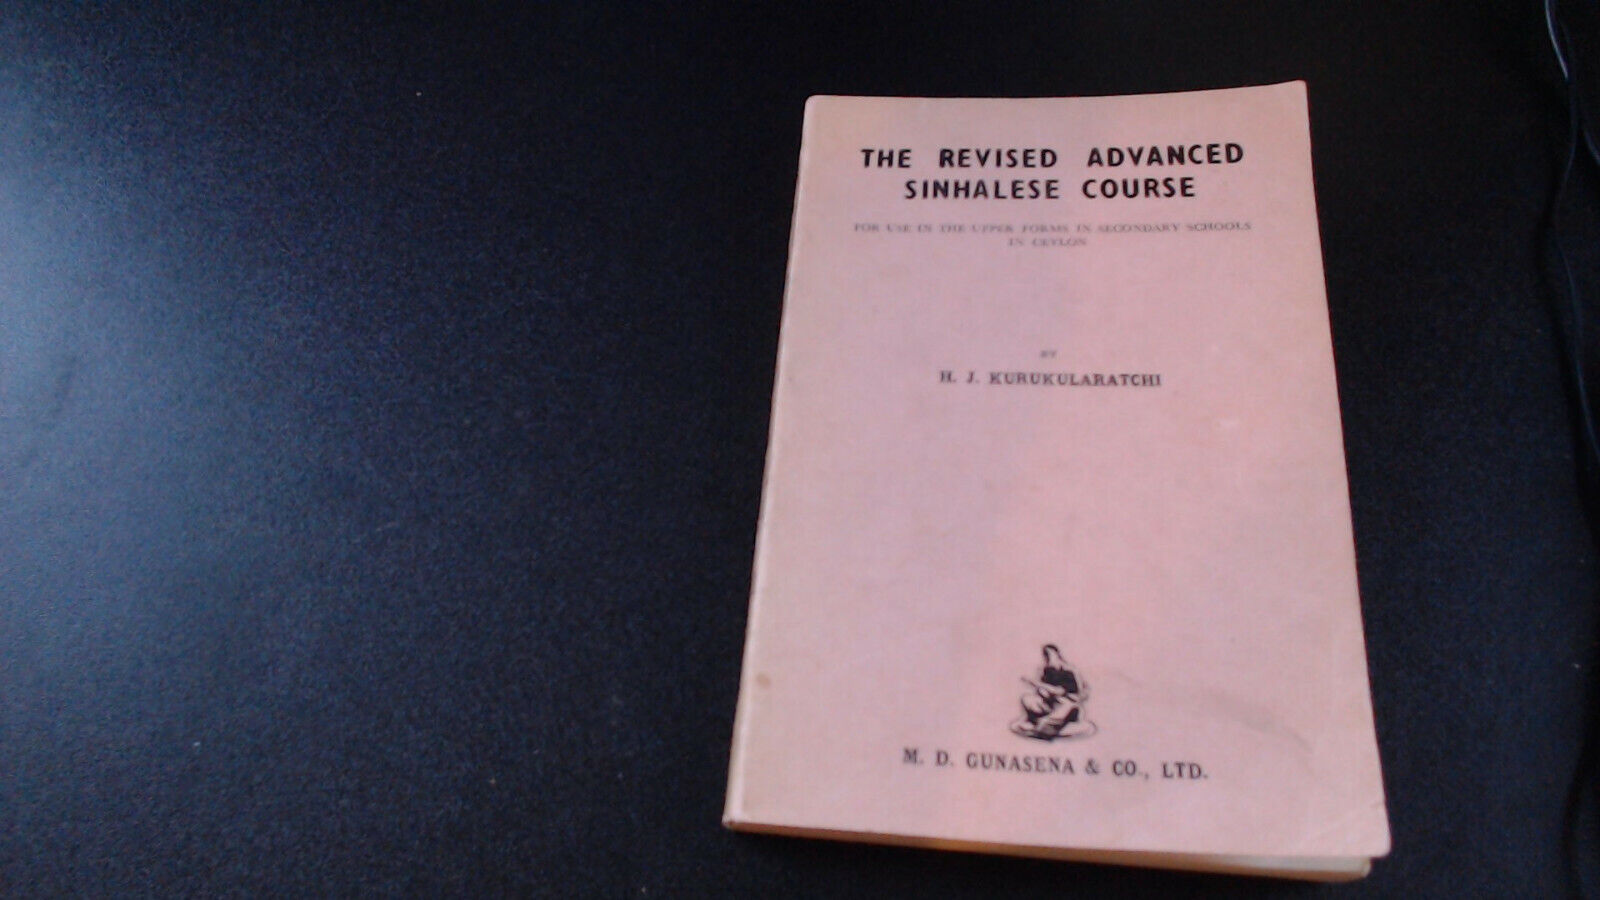 THE REVISED ADVANCED
SINHALESE COURSE
FOR USE IN THE UPPER FORMS IN SECONDARY SCHOOLS
IN CEYLON
BY
H. J. KURUKULARATCHI
M. D. GUNASENA & CO., LTD.